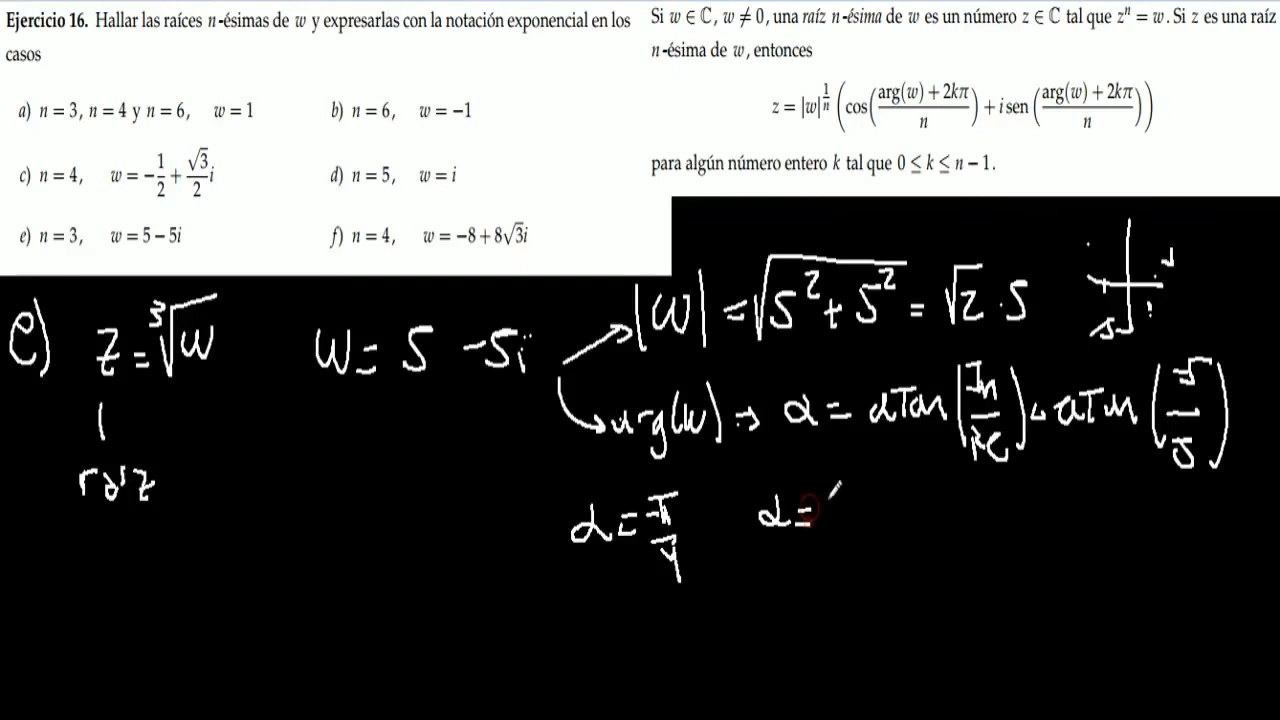 Ejercicio 16. Hallar las raíces n-ésimas de w y expresarlas con la notación exponencial en los
casos
a) n = 3, n = 4 y n = 6, w = 1
b) n = 6, w = −1
c) n = 4, w = −1/2 + √3/2 i
d) n = 5, w = i
e) n = 3, w = 5 − 5i
f) n = 4, w = −8 + 8√3i
Si w ∈ ℂ, w ≠ 0, una raíz n-ésima de w es un número z ∈ ℂ tal que zⁿ = w. Si z es una raíz
n-ésima de w, entonces
z = |w|^(1/n) (cos((arg(w) + 2kπ)/n) + i sen((arg(w) + 2kπ)/n))
para algún número entero k tal que 0 ≤ k ≤ n − 1.
e) z = ³√w
raíz
w = 5 − 5i
|w| = √(5² + 5²) = √2 · 5
arg(w) → α = aTan(Im/Re) = aTan(5/5)
α = π/4
α =